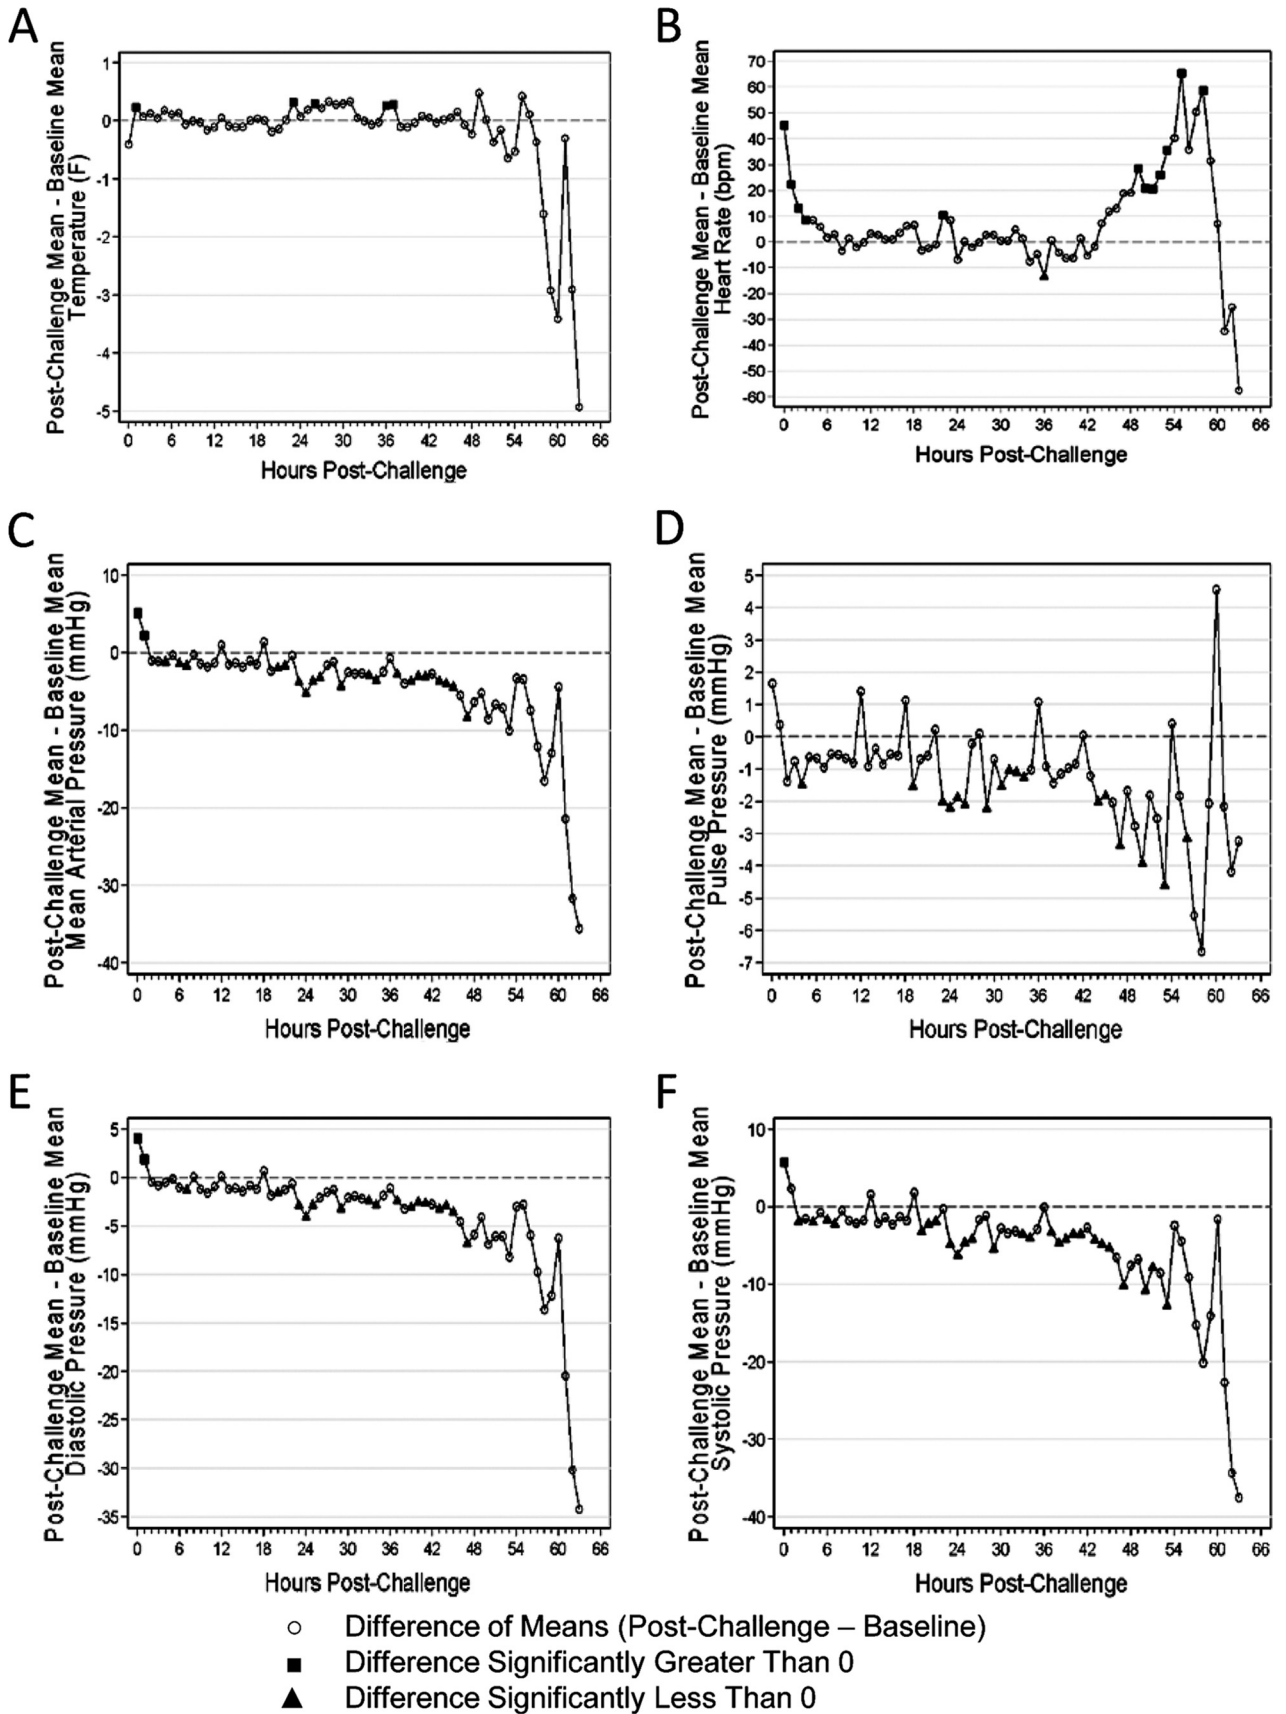 A
Post-Challenge Mean - Baseline Mean
Temperature (F)
1
0
-1
-2
-3
-4
-5
0 6 12 18 24 30 36 42 48 54 60 66
Hours Post-Challenge
B
Post-Challenge Mean - Baseline Mean
Heart Rate (bpm)
70
60
50
40
30
20
10
0
-10
-20
-30
-40
-50
-60
0 6 12 18 24 30 36 42 48 54 60 66
Hours Post-Challenge
C
Post-Challenge Mean - Baseline Mean
Mean Arterial Pressure (mmHg)
10
0
-10
-20
-30
-40
0 6 12 18 24 30 36 42 48 54 60 66
Hours Post-Challenge
D
Post-Challenge Mean - Baseline Mean
Pulse Pressure (mmHg)
5
4
3
2
1
0
-1
-2
-3
-4
-5
-6
-7
0 6 12 18 24 30 36 42 48 54 60 66
Hours Post-Challenge
E
Post-Challenge Mean - Baseline Mean
Diastolic Pressure (mmHg)
5
0
-5
-10
-15
-20
-25
-30
-35
0 6 12 18 24 30 36 42 48 54 60 66
Hours Post-Challenge
F
Post-Challenge Mean - Baseline Mean
Systolic Pressure (mmHg)
10
0
-10
-20
-30
-40
0 6 12 18 24 30 36 42 48 54 60 66
Hours Post-Challenge
Difference of Means (Post-Challenge – Baseline)
Difference Significantly Greater Than 0
Difference Significantly Less Than 0